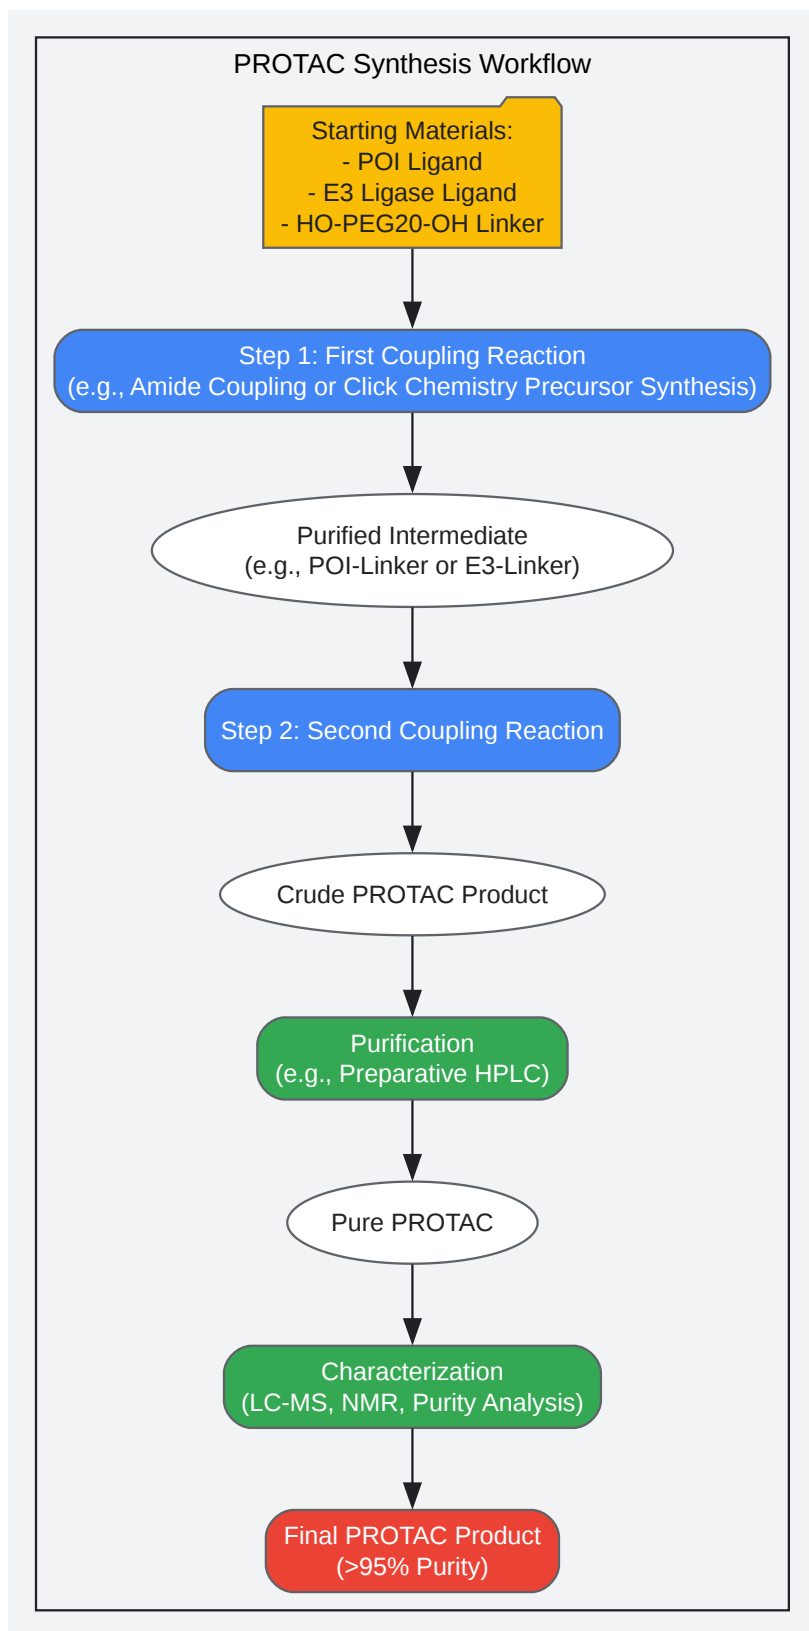 PROTAC Synthesis Workflow
Starting Materials:
- POI Ligand
- E3 Ligase Ligand
- HO-PEG20-OH Linker
Step 1: First Coupling Reaction
(e.g., Amide Coupling or Click Chemistry Precursor Synthesis)
Purified Intermediate
(e.g., POI-Linker or E3-Linker)
Step 2: Second Coupling Reaction
Crude PROTAC Product
Purification
(e.g., Preparative HPLC)
Pure PROTAC
Characterization
(LC-MS, NMR, Purity Analysis)
Final PROTAC Product
(>95% Purity)